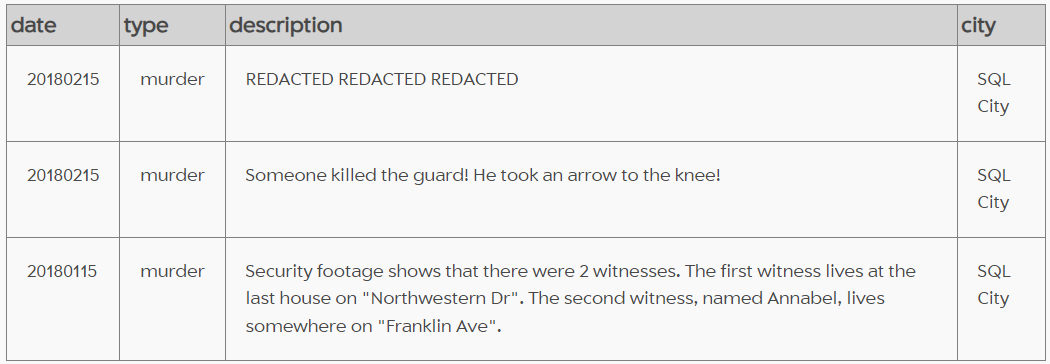 date type description city
20180215 murder REDACTED REDACTED REDACTED SQL
City
20180215 murder Someone killed the guard! He took an arrow to the knee! SQL
City
20180115 murder Security footage shows that there were 2 witnesses. The first witness lives at the SQL
last house on "Northwestern Dr". The second witness, named Annabel, lives City
somewhere on "Franklin Ave".